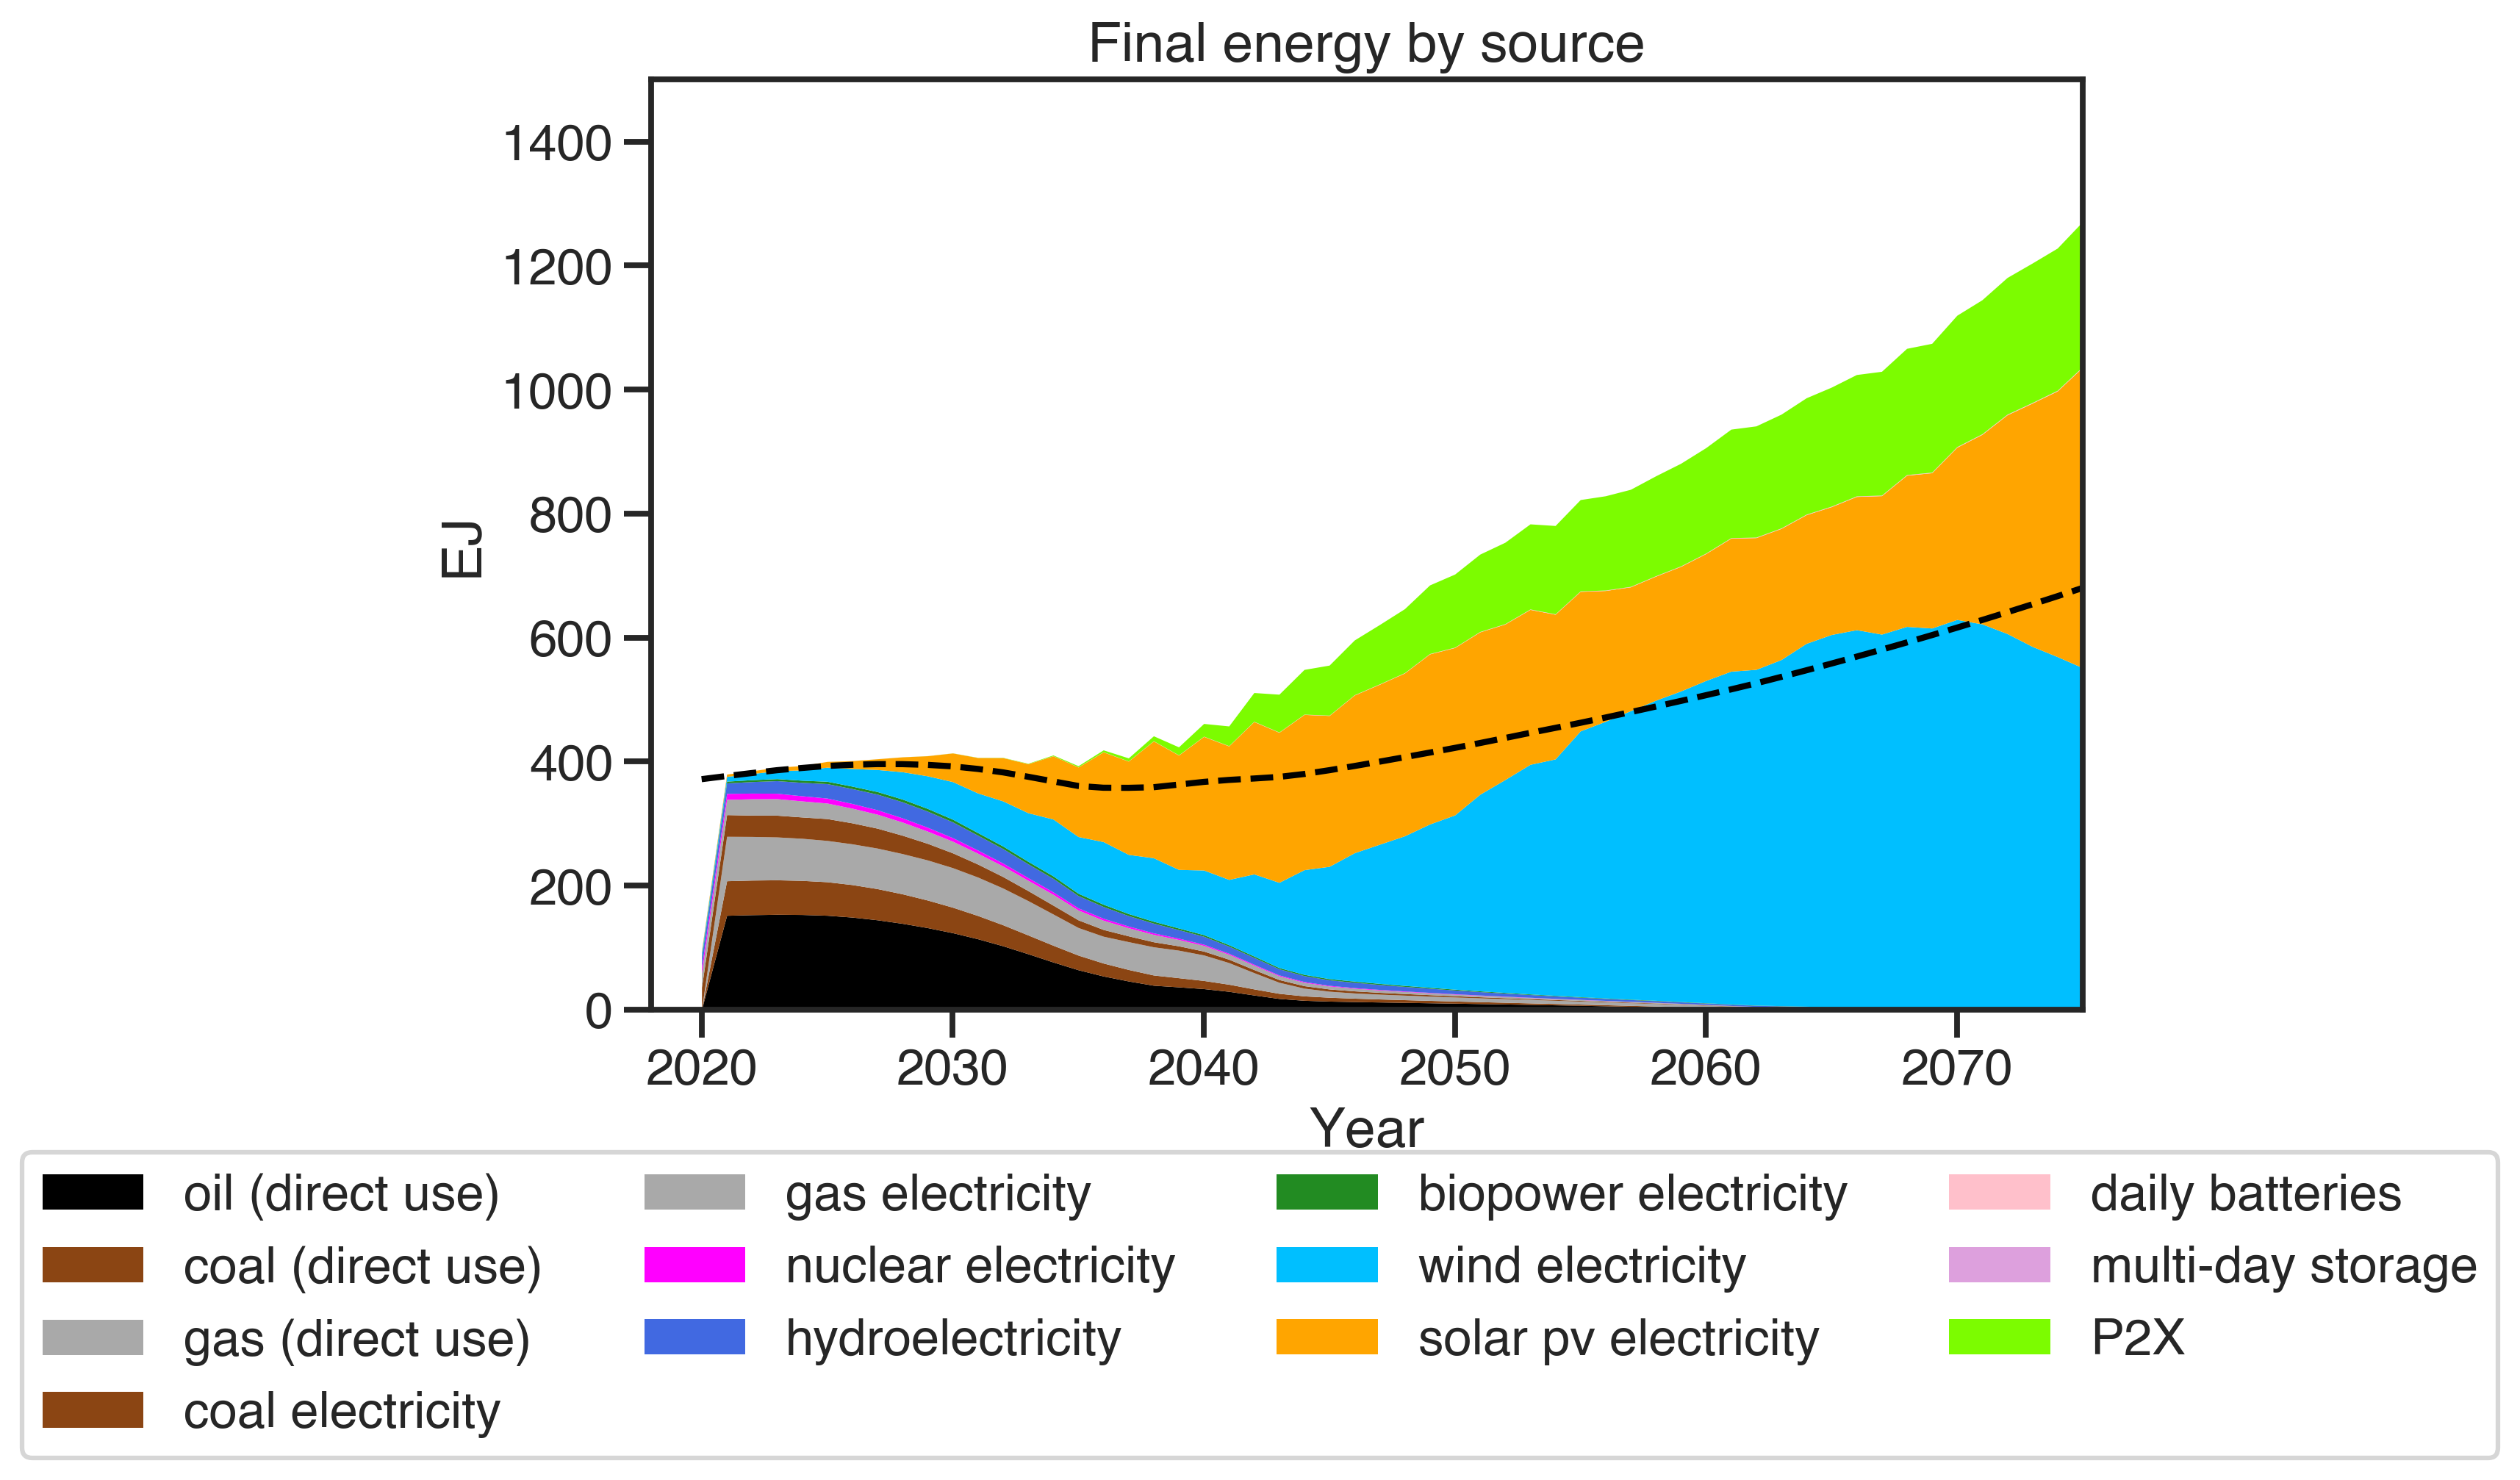 Final energy by source
1400
1200
1000
800
600
400
200
0
EJ
2020 2030 2040 2050 2060 2070
Year
oil (direct use)
coal (direct use)
gas (direct use)
coal electricity
gas electricity
nuclear electricity
hydroelectricity
biopower electricity
wind electricity
solar pv electricity
daily batteries
multi-day storage
P2X